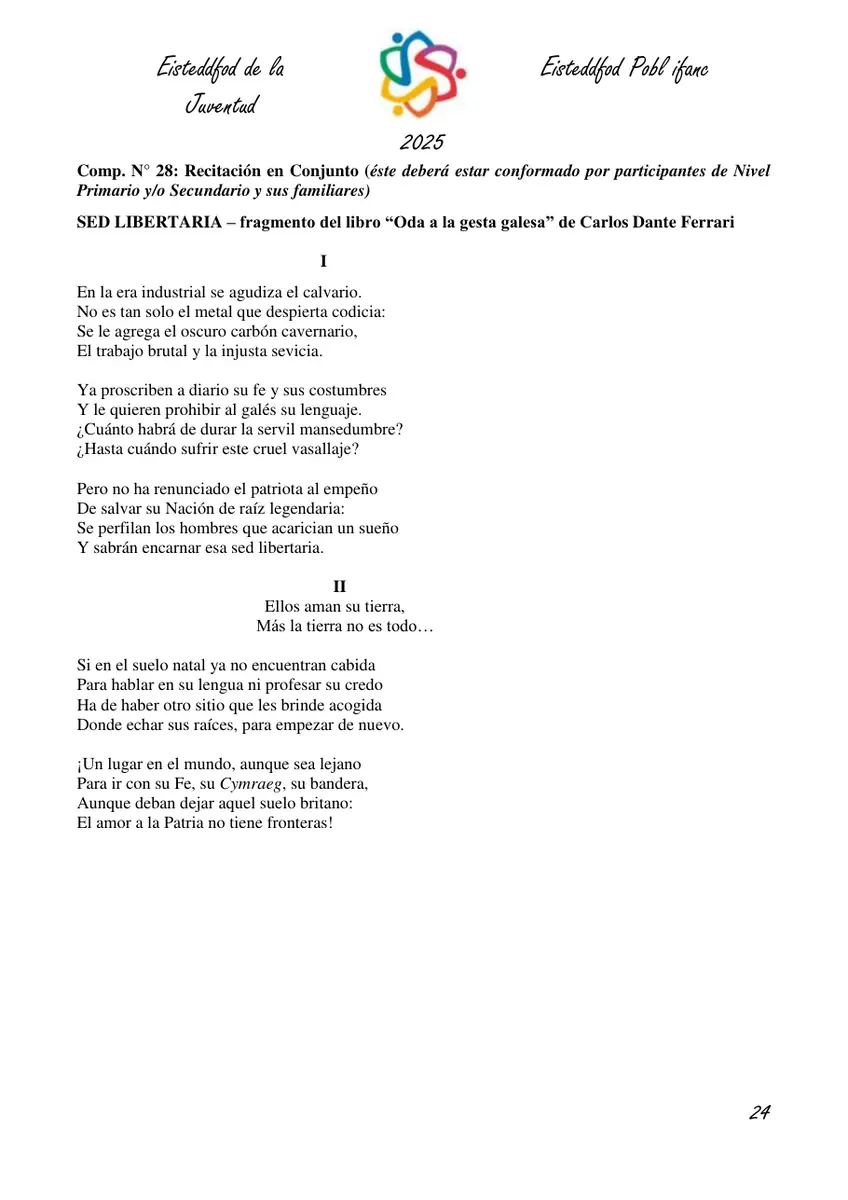 Eisteddfod de la
Juventud
Eisteddfod Pobl ifanc
2025
Comp. N° 28: Recitación en Conjunto (éste deberá estar conformado por participantes de Nivel
Primario y/o Secundario y sus familiares)
SED LIBERTARIA – fragmento del libro “Oda a la gesta galesa” de Carlos Dante Ferrari
I
En la era industrial se agudiza el calvario.
No es tan solo el metal que despierta codicia:
Se le agrega el oscuro carbón cavernario,
El trabajo brutal y la injusta sevicia.
Ya proscriben a diario su fe y sus costumbres
Y le quieren prohibir al galés su lenguaje.
¿Cuánto habrá de durar la servil mansedumbre?
¿Hasta cuándo sufrir este cruel vasallaje?
Pero no ha renunciado el patriota al empeño
De salvar su Nación de raíz legendaria:
Se perfilan los hombres que acarician un sueño
Y sabrán encarnar esa sed libertaria.
II
Ellos aman su tierra,
Más la tierra no es todo…
Si en el suelo natal ya no encuentran cabida
Para hablar en su lengua ni profesar su credo
Ha de haber otro sitio que les brinde acogida
Donde echar sus raíces, para empezar de nuevo.
¡Un lugar en el mundo, aunque sea lejano
Para ir con su Fe, su Cymraeg, su bandera,
Aunque deban dejar aquel suelo britano:
El amor a la Patria no tiene fronteras!
24